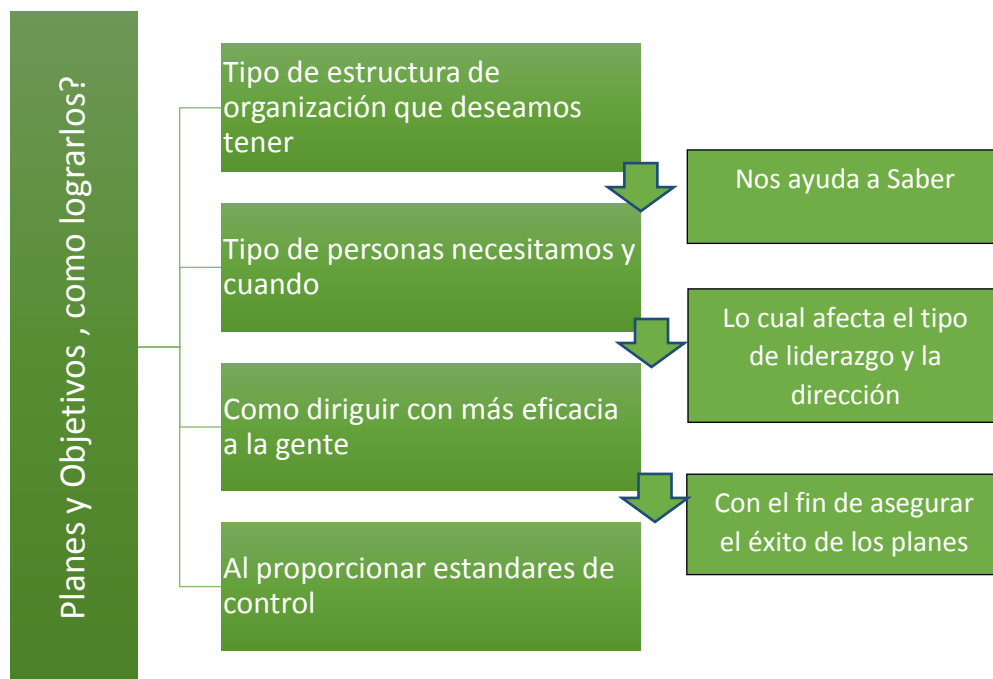 Planes y Objetivos , como lograrlos?
Tipo de estructura de
organización que deseamos
tener
Nos ayuda a Saber
Tipo de personas necesitamos y
cuando
Lo cual afecta el tipo
de liderazgo y la
dirección
Como diriguir con más eficacia
a la gente
Con el fin de asegurar
el éxito de los planes
Al proporcionar estandares de
control